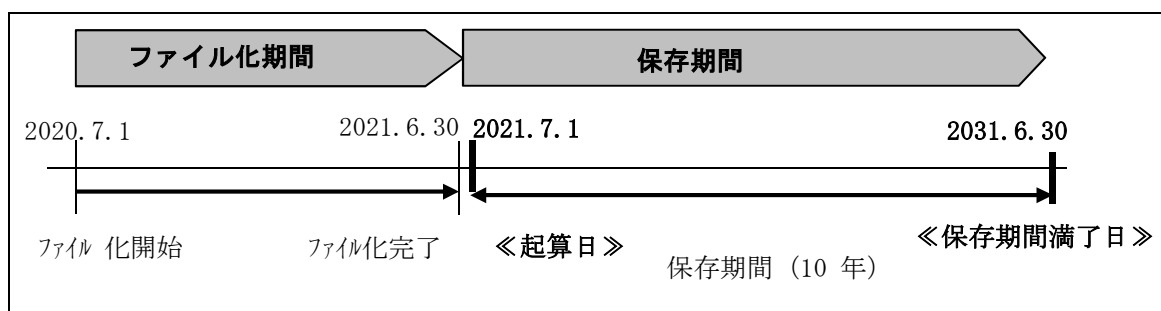 ファイル化期間 保存期間
2020.7.1 2021.6.30 2021.7.1 2031.6.30
ﾌｧｲﾙ 化開始 ﾌｧｲﾙ化完了 ≪起算日≫ ≪保存期間満了日≫
保存期間 (10 年)